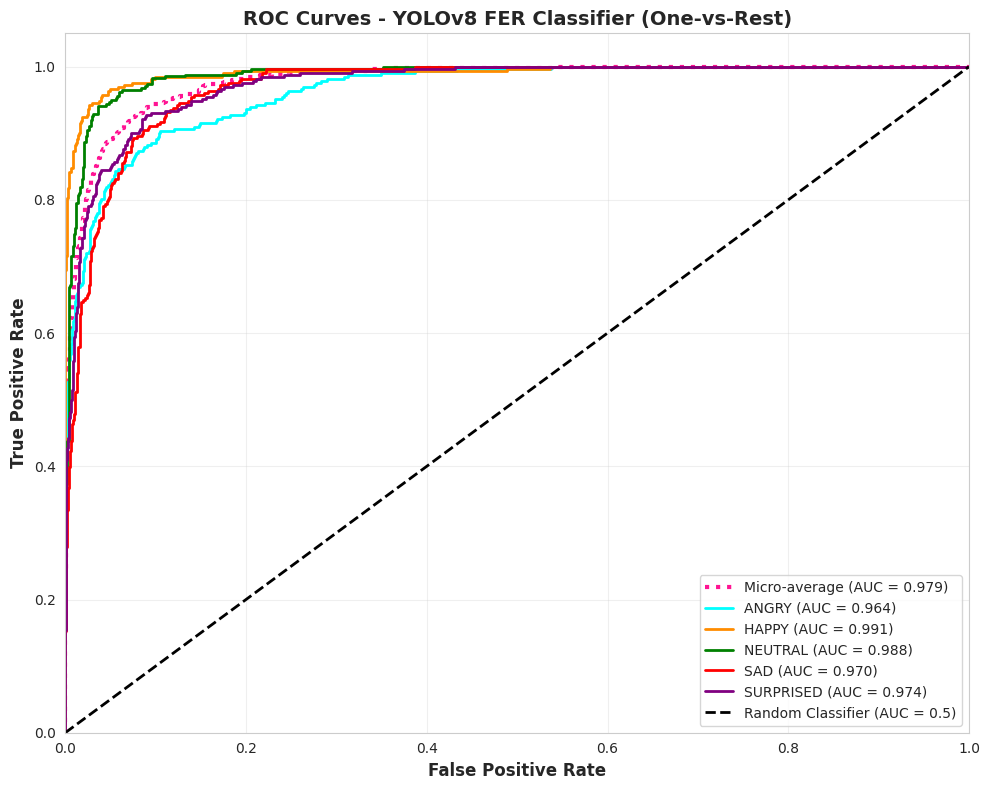 ROC Curves - YOLOv8 FER Classifier (One-vs-Rest)
True Positive Rate
1.0
0.8
0.6
0.4
0.2
0.0
0.0 0.2 0.4 0.6 0.8 1.0
False Positive Rate
Micro-average (AUC = 0.979)
ANGRY (AUC = 0.964)
HAPPY (AUC = 0.991)
NEUTRAL (AUC = 0.988)
SAD (AUC = 0.970)
SURPRISED (AUC = 0.974)
Random Classifier (AUC = 0.5)